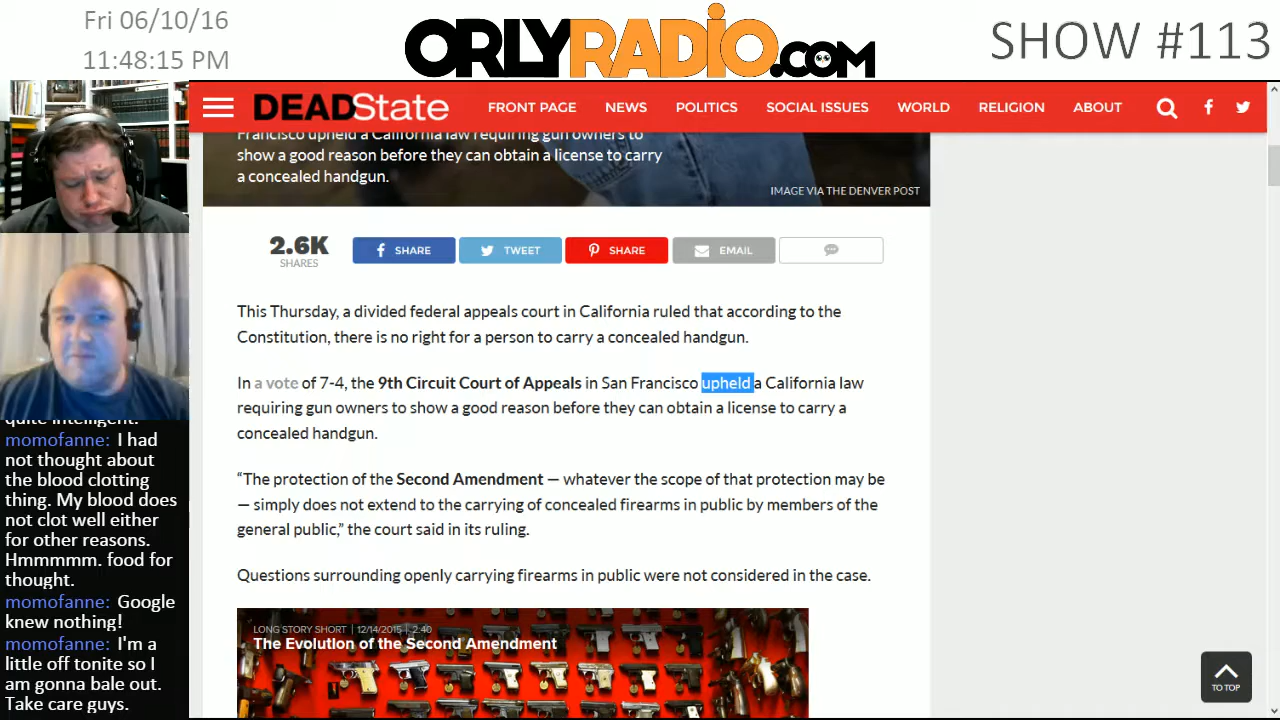 Fri 06/10/16
11:48:15 PM
ORLYRADIO.COM
SHOW #113
DEADState
FRONT PAGE NEWS POLITICS SOCIAL ISSUES WORLD RELIGION ABOUT
Francisco upheld a California law requiring gun owners to
show a good reason before they can obtain a license to carry
a concealed handgun.
IMAGE VIA THE DENVER POST
2.6K
SHARES
SHARE TWEET SHARE EMAIL
This Thursday, a divided federal appeals court in California ruled that according to the
Constitution, there is no right for a person to carry a concealed handgun.
In a vote of 7-4, the 9th Circuit Court of Appeals in San Francisco upheld a California law
requiring gun owners to show a good reason before they can obtain a license to carry a
concealed handgun.
“The protection of the Second Amendment — whatever the scope of that protection may be
— simply does not extend to the carrying of concealed firearms in public by members of the
general public,” the court said in its ruling.
Questions surrounding openly carrying firearms in public were not considered in the case.
LONG STORY SHORT | 12/14/2015 | 2:40
The Evolution of the Second Amendment
TO TOP
quite intelligent.
momofanne: I had
not thought about
the blood clotting
thing. My blood does
not clot well either
for other reasons.
Hmmmmm. food for
thought.
momofanne: Google
knew nothing!
momofanne: I'm a
little off tonite so I
am gonna bale out.
Take care guys.